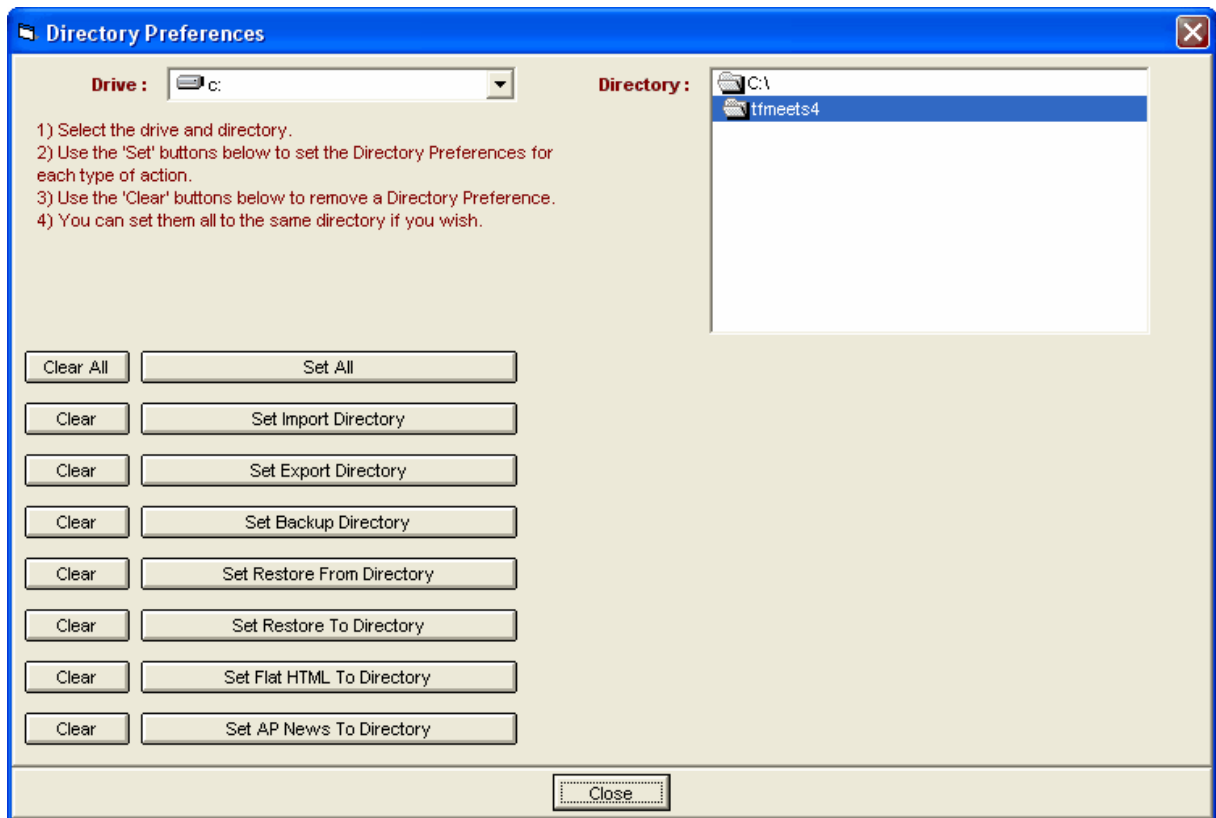 Directory Preferences
Drive :
c:
Directory :
C:\
tfmeets4
1) Select the drive and directory.
2) Use the 'Set' buttons below to set the Directory Preferences for
each type of action.
3) Use the 'Clear' buttons below to remove a Directory Preference.
4) You can set them all to the same directory if you wish.
Clear All
Set All
Clear
Set Import Directory
Clear
Set Export Directory
Clear
Set Backup Directory
Clear
Set Restore From Directory
Clear
Set Restore To Directory
Clear
Set Flat HTML To Directory
Clear
Set AP News To Directory
Close